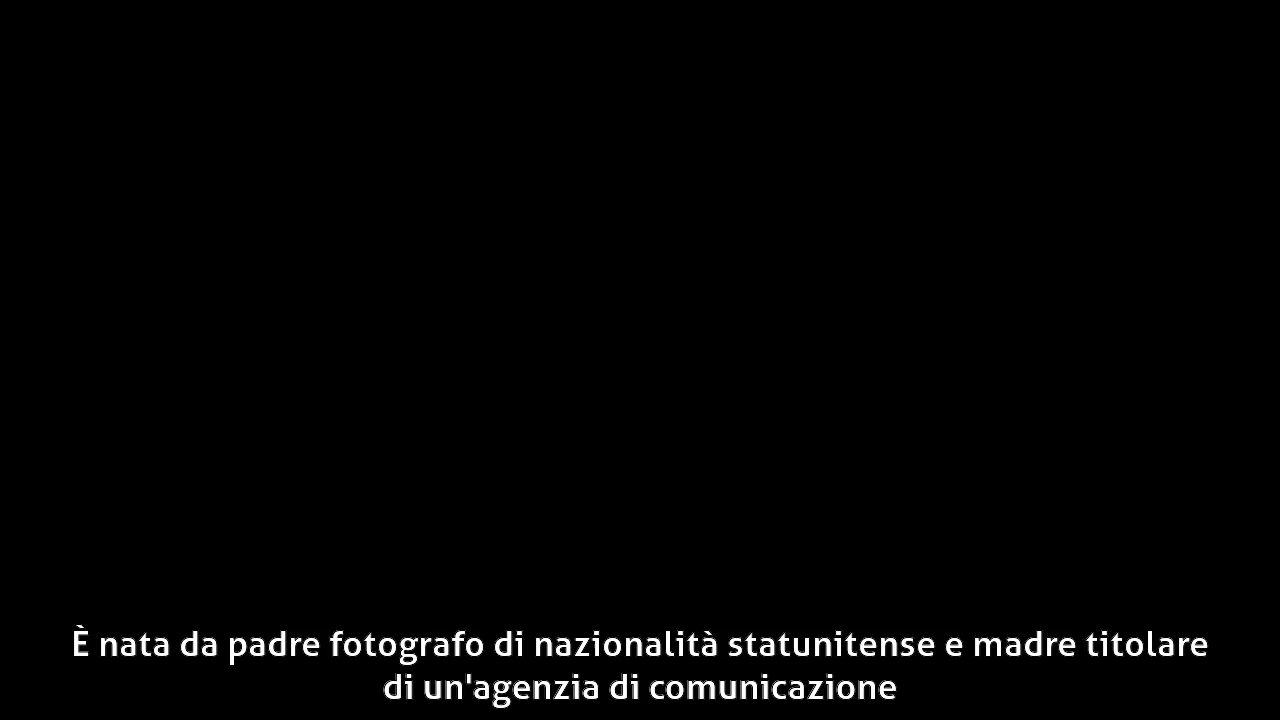 È nata da padre fotografo di nazionalità statunitense e madre titolare
di un'agenzia di comunicazione